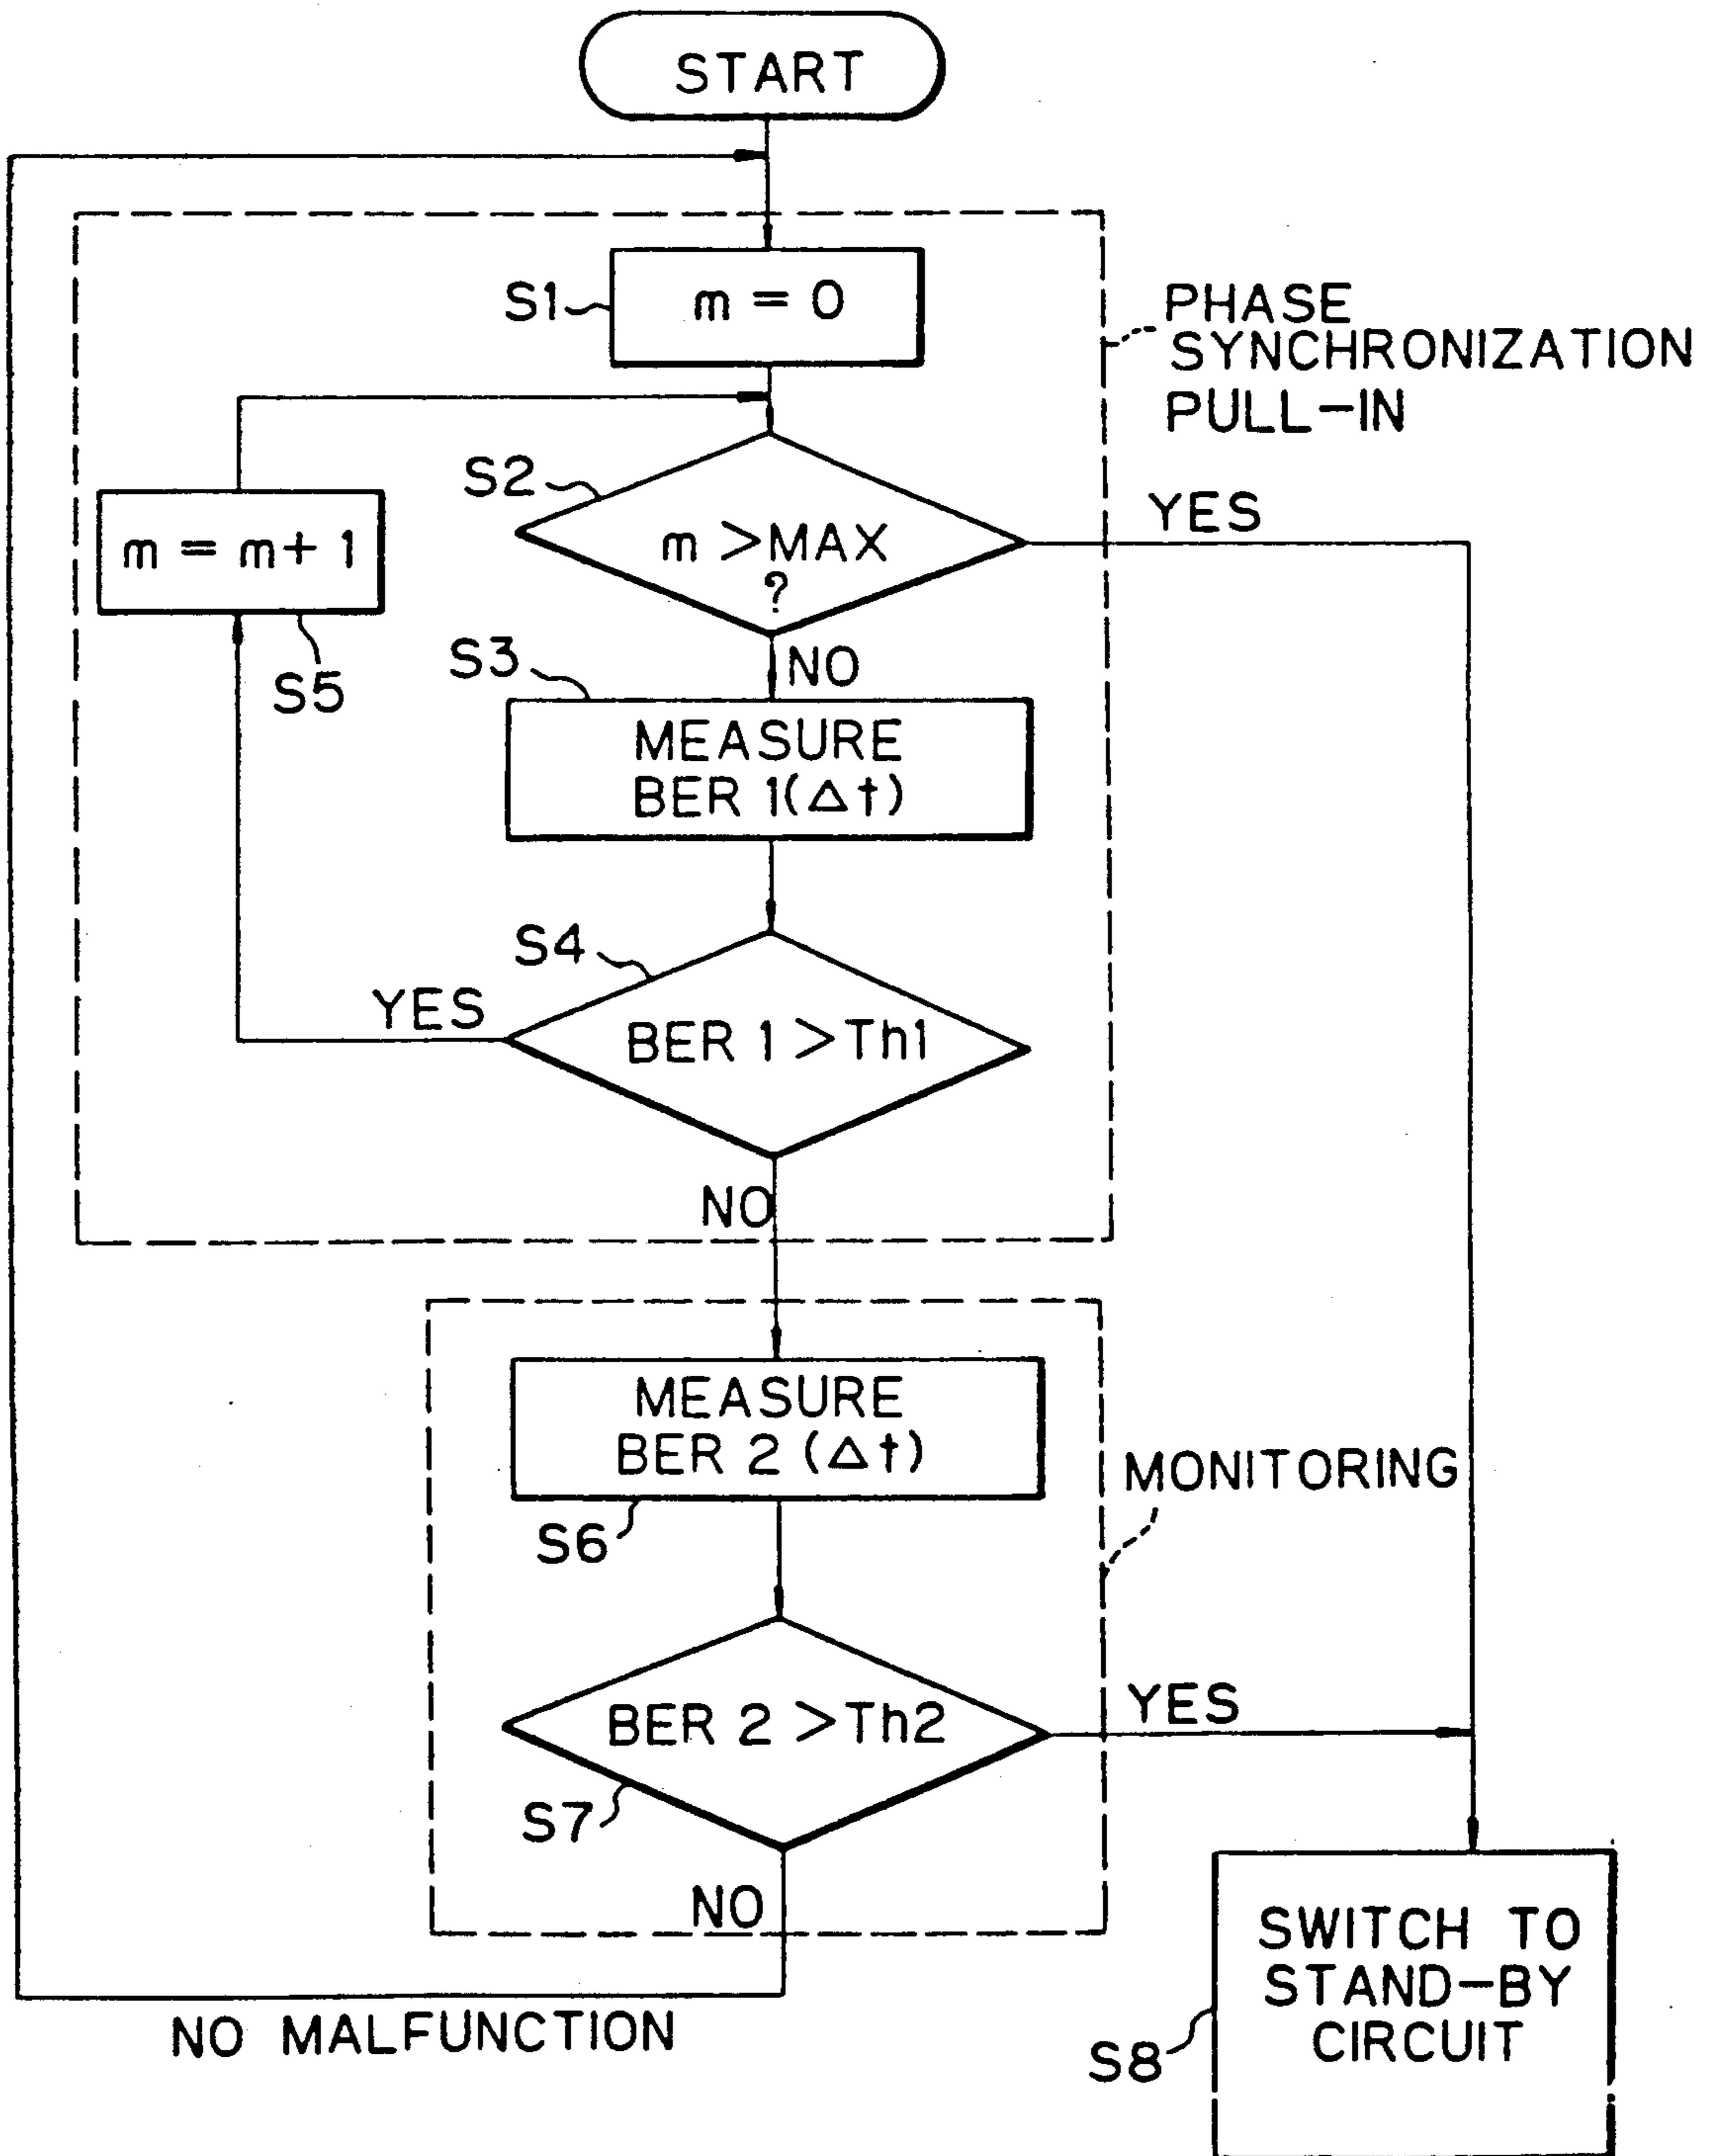 START
S1
m = 0
PHASE
SYNCHRONIZATION
PULL-IN
S2
m > MAX
?
YES
m = m + 1
S5
NO
S3
MEASURE
BER 1(Δt)
S4
YES
BER 1 > Th1
NO
MEASURE
BER 2 (Δt)
S6
MONITORING
BER 2 > Th2
YES
S7
NO
NO MALFUNCTION
SWITCH TO
STAND-BY
CIRCUIT
S8